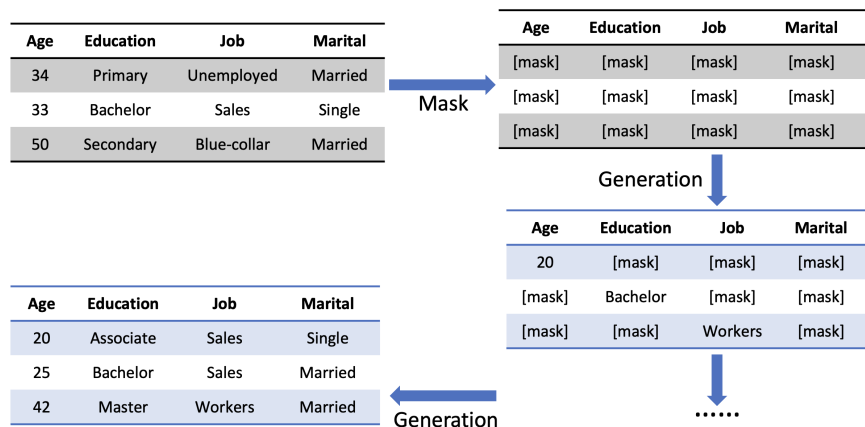 Age Education Job Marital
34 Primary Unemployed Married
33 Bachelor Sales Single
50 Secondary Blue-collar Married
Mask
Age Education Job Marital
[mask] [mask] [mask] [mask]
[mask] [mask] [mask] [mask]
[mask] [mask] [mask] [mask]
Generation
Age Education Job Marital
20 [mask] [mask] [mask]
[mask] Bachelor [mask] [mask]
[mask] [mask] Workers [mask]
......
Generation
Age Education Job Marital
20 Associate Sales Single
25 Bachelor Sales Married
42 Master Workers Married